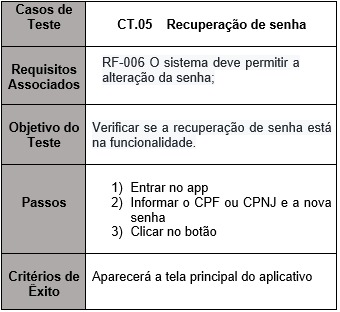 Casos de
Teste
CT.05 Recuperação de senha
Requisitos
Associados
RF-006 O sistema deve permitir a
alteração da senha;
Objetivo do
Teste
Verificar se a recuperação de senha está
na funcionalidade.
Passos
1) Entrar no app
2) Informar o CPF ou CPNJ e a nova
senha
3) Clicar no botão
Critérios de
Êxito
Aparecerá a tela principal do aplicativo